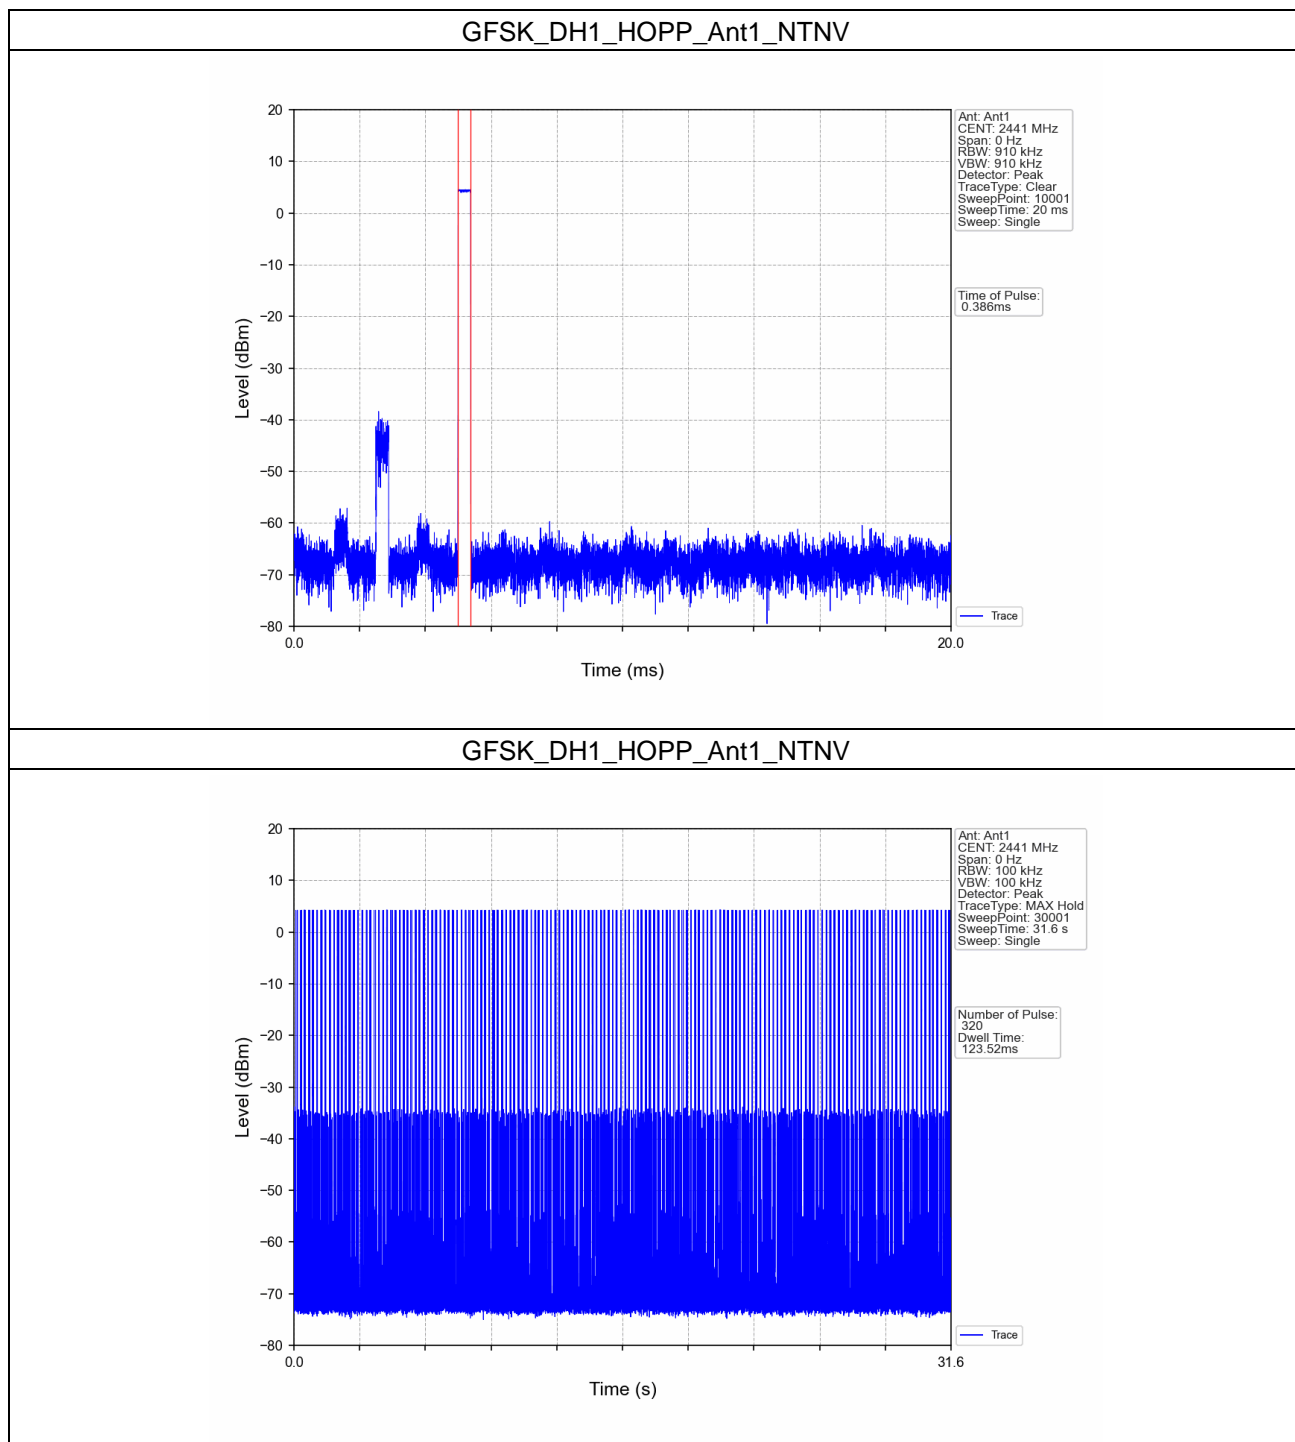 GFSK_DH1_HOPP_Ant1_NTNV
20
10
0
−10
−20
−30
−40
−50
−60
−70
−80
Level (dBm)
0.0
20.0
Time (ms)
Ant: Ant1
CENT: 2441 MHz
Span: 0 Hz
RBW: 910 kHz
VBW: 910 kHz
Detector: Peak
TraceType: Clear
SweepPoint: 10001
SweepTime: 20 ms
Sweep: Single
Time of Pulse:
0.386ms
Trace
GFSK_DH1_HOPP_Ant1_NTNV
20
10
0
−10
−20
−30
−40
−50
−60
−70
−80
Level (dBm)
0.0
31.6
Time (s)
Ant: Ant1
CENT: 2441 MHz
Span: 0 Hz
RBW: 100 kHz
VBW: 100 kHz
Detector: Peak
TraceType: MAX Hold
SweepPoint: 30001
SweepTime: 31.6 s
Sweep: Single
Number of Pulse:
320
Dwell Time:
123.52ms
Trace